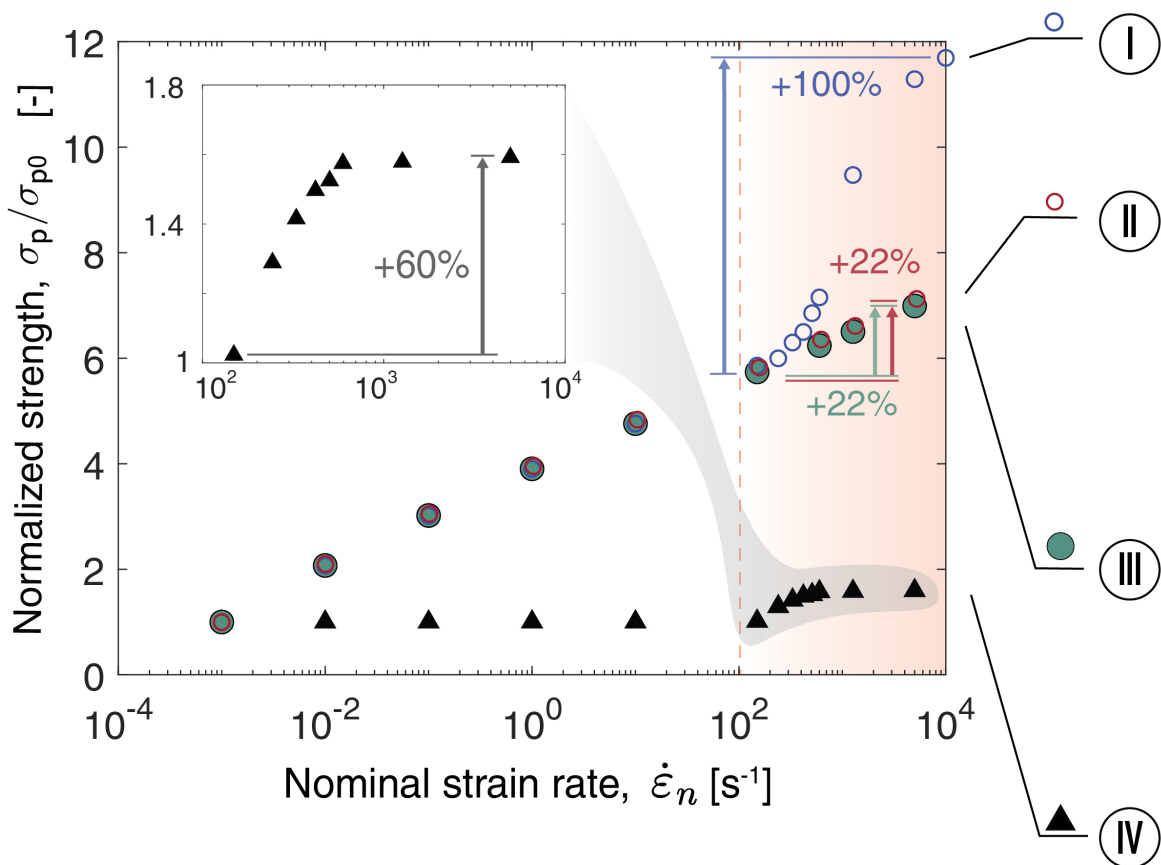 12
10
8
6
4
2
0
Normalized strength, σp/σp0 [-]
1.8
1.4
1
10² 10³ 10⁴
+60%
+100%
+22%
+22%
10⁻⁴ 10⁻² 10⁰ 10² 10⁴
Nominal strain rate, ε̇ₙ [s⁻¹]
I
II
III
IV